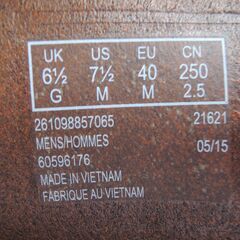 UK US EU CN
6½ 7½ 40 250
G M M 2.5
261098857065 21621
MENS/HOMMES 05/15
60596176
MADE IN VIETNAM
FABRIQUE AU VIETNAM